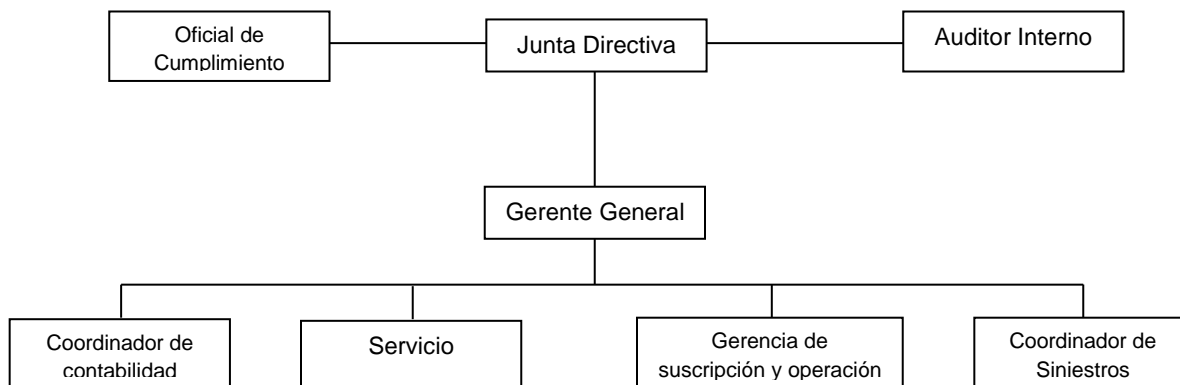 Oficial de
Cumplimiento
Junta Directiva
Auditor Interno
Gerente General
Coordinador de
contabilidad
Servicio
Gerencia de
suscripción y operación
Coordinador de
Siniestros